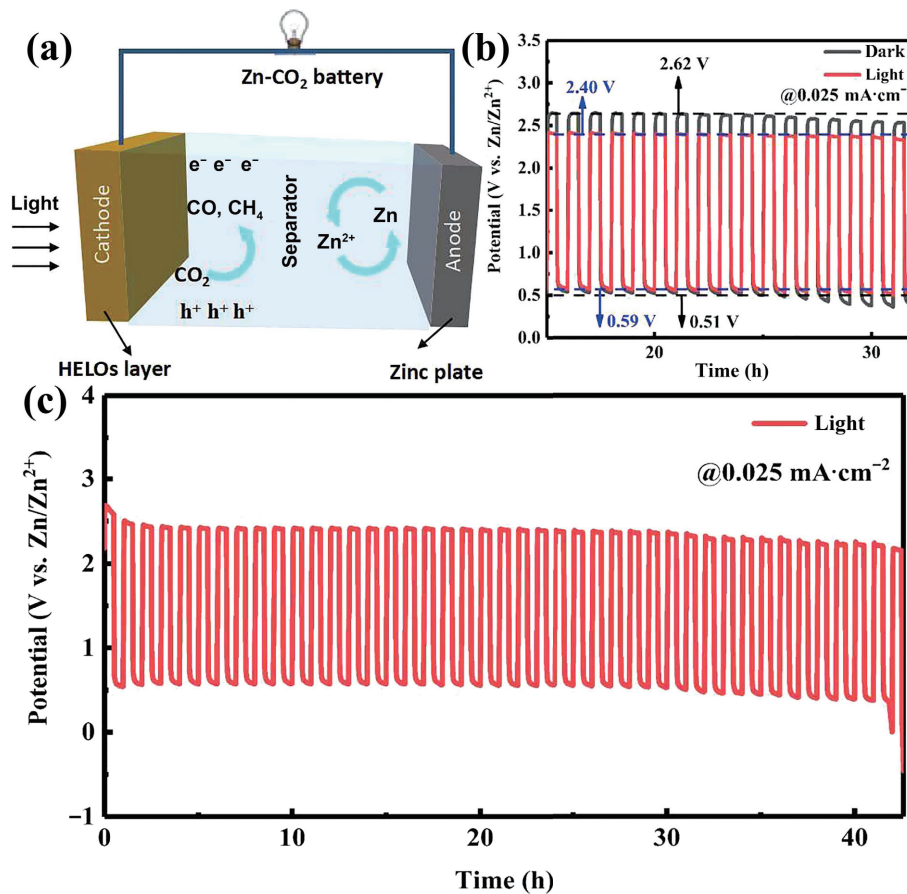 (a)
Zn-CO₂ battery
Light
Cathode
e⁻ e⁻ e⁻
CO, CH₄
CO₂
h⁺ h⁺ h⁺
Separator
Zn
Zn²⁺
Anode
HELOs layer
Zinc plate
(b)
Potential (V vs. Zn/Zn²⁺)
3.5
3.0
2.5
2.0
1.5
1.0
0.5
0.0
Dark
Light
@0.025 mA·cm⁻
2.40 V
2.62 V
0.59 V
0.51 V
20
30
Time (h)
(c)
Potential (V vs. Zn/Zn²⁺)
4
3
2
1
0
−1
Light
@0.025 mA·cm⁻²
0
10
20
30
40
Time (h)